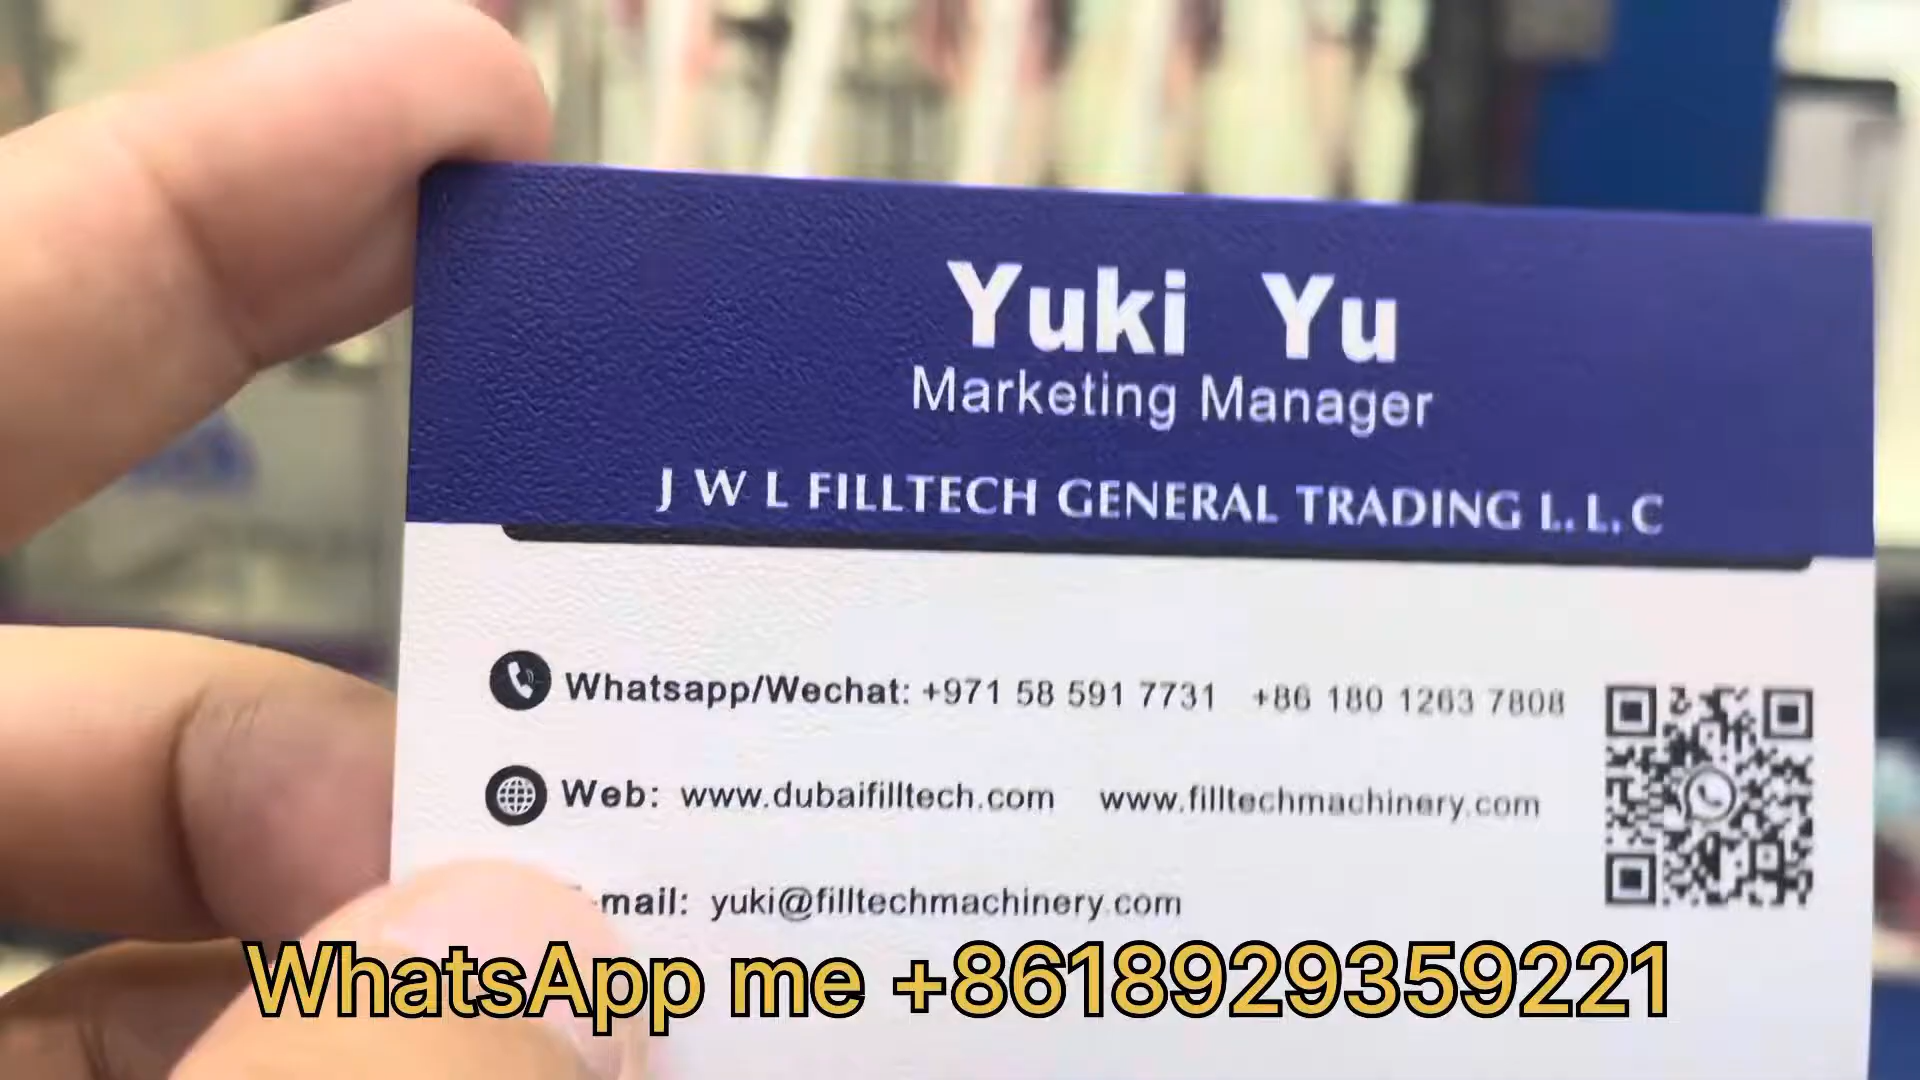 Yuki Yu
Marketing Manager
J W L FILLTECH GENERAL TRADING L.L.C
Whatsapp/Wechat: +971 58 591 7731 +86 180 1263 7808
Web: www.dubaifilltech.com www.filltechmachinery.com
-mail: yuki@filltechmachinery.com
WhatsApp me +8618929359221